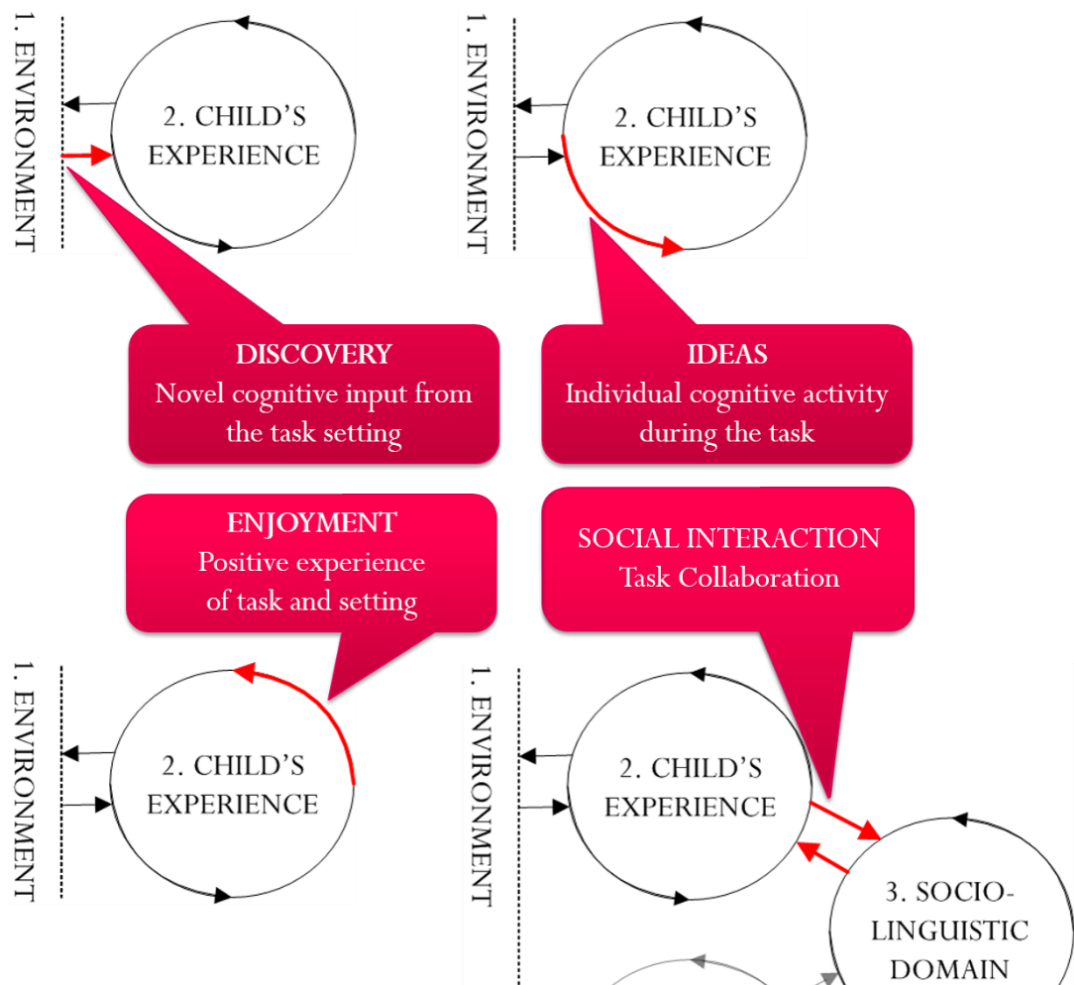 1. ENVIRONMENT
2. CHILD'S
EXPERIENCE
1. ENVIRONMENT
2. CHILD'S
EXPERIENCE
DISCOVERY
Novel cognitive input from
the task setting
IDEAS
Individual cognitive activity
during the task
ENJOYMENT
Positive experience
of task and setting
SOCIAL INTERACTION
Task Collaboration
1. ENVIRONMENT
2. CHILD'S
EXPERIENCE
1. ENVIRONMENT
2. CHILD'S
EXPERIENCE
3. SOCIO-
LINGUISTIC
DOMAIN